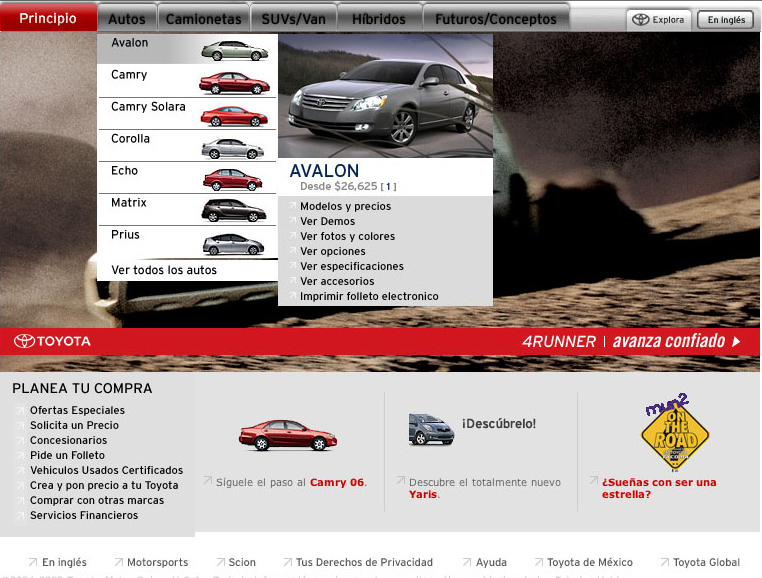 Principio
Autos
Camionetas
SUVs/Van
Híbridos
Futuros/Conceptos
Explora
En inglés
Avalon
Camry
Camry Solara
Corolla
Echo
Matrix
Prius
Ver todos los autos
AVALON
Desde $26,625 [ 1 ]
Modelos y precios
Ver Demos
Ver fotos y colores
Ver opciones
Ver especificaciones
Ver accesorios
Imprimir folleto electronico
TOYOTA
4RUNNER | avanza confiado
PLANEA TU COMPRA
Ofertas Especiales
Solicita un Precio
Concesionarios
Pide un Folleto
Vehiculos Usados Certificados
Crea y pon precio a tu Toyota
Comprar con otras marcas
Servicios Financieros
Síguele el paso al Camry 06.
¡Descúbrelo!
Descubre el totalmente nuevo
Yaris.
mun2
ON
THE
ROAD
¿Sueñas con ser una
estrella?
En inglés
Motorsports
Scion
Tus Derechos de Privacidad
Ayuda
Toyota de México
Toyota Global